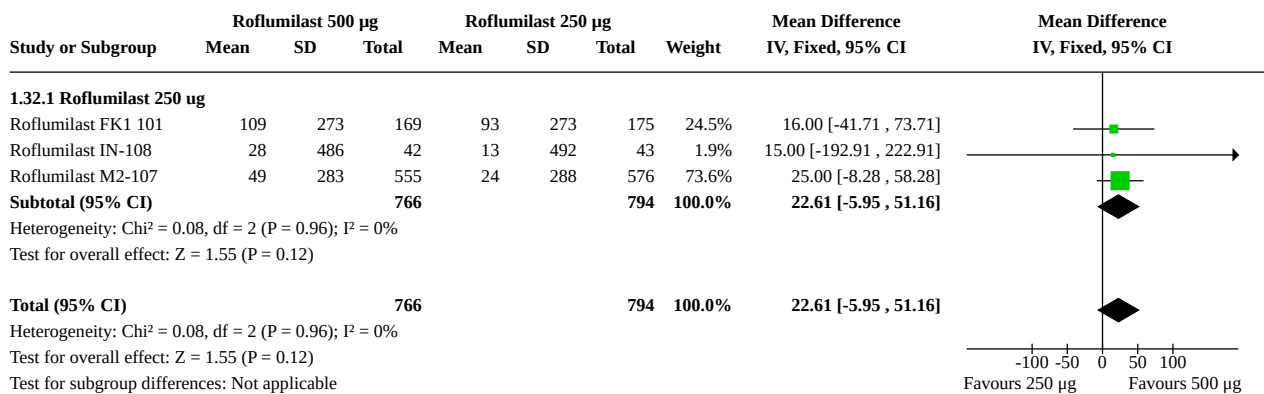 Roflumilast 500 µg Roflumilast 250 µg Mean Difference Mean Difference
Study or Subgroup Mean SD Total Mean SD Total Weight IV, Fixed, 95% CI IV, Fixed, 95% CI
1.32.1 Roflumilast 250 ug
Roflumilast FK1 101 109 273 169 93 273 175 24.5% 16.00 [-41.71 , 73.71]
Roflumilast IN-108 28 486 42 13 492 43 1.9% 15.00 [-192.91 , 222.91]
Roflumilast M2-107 49 283 555 24 288 576 73.6% 25.00 [-8.28 , 58.28]
Subtotal (95% CI) 766 794 100.0% 22.61 [-5.95 , 51.16]
Heterogeneity: Chi² = 0.08, df = 2 (P = 0.96); I² = 0%
Test for overall effect: Z = 1.55 (P = 0.12)
Total (95% CI) 766 794 100.0% 22.61 [-5.95 , 51.16]
Heterogeneity: Chi² = 0.08, df = 2 (P = 0.96); I² = 0%
Test for overall effect: Z = 1.55 (P = 0.12)
-100 -50 0 50 100
Test for subgroup differences: Not applicable Favours 250 µg Favours 500 µg